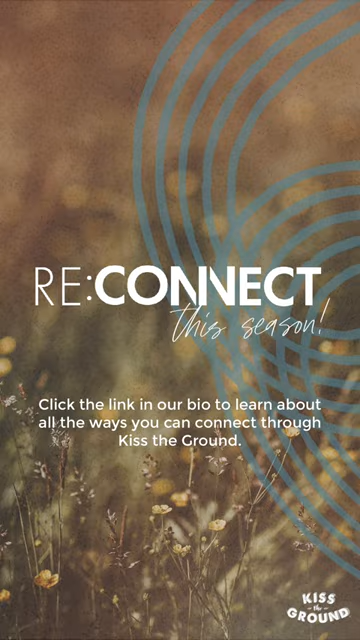 RE:CONNECT
this season!
Click the link in our bio to learn about
all the ways you can connect through
Kiss the Ground.
KISS
the
GROUND